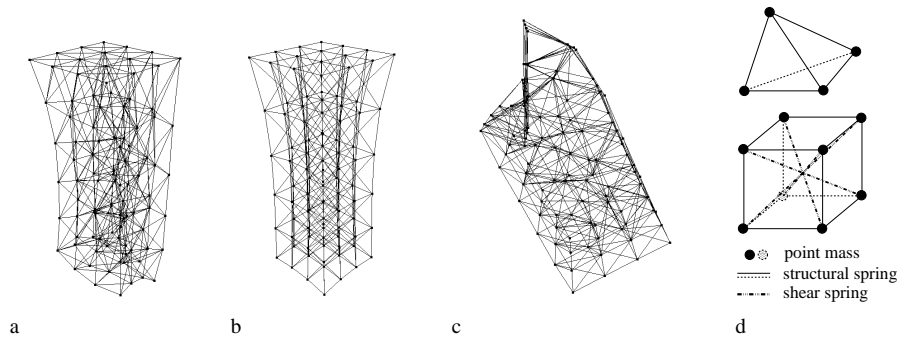 point mass
structural spring
shear spring
a
b
c
d